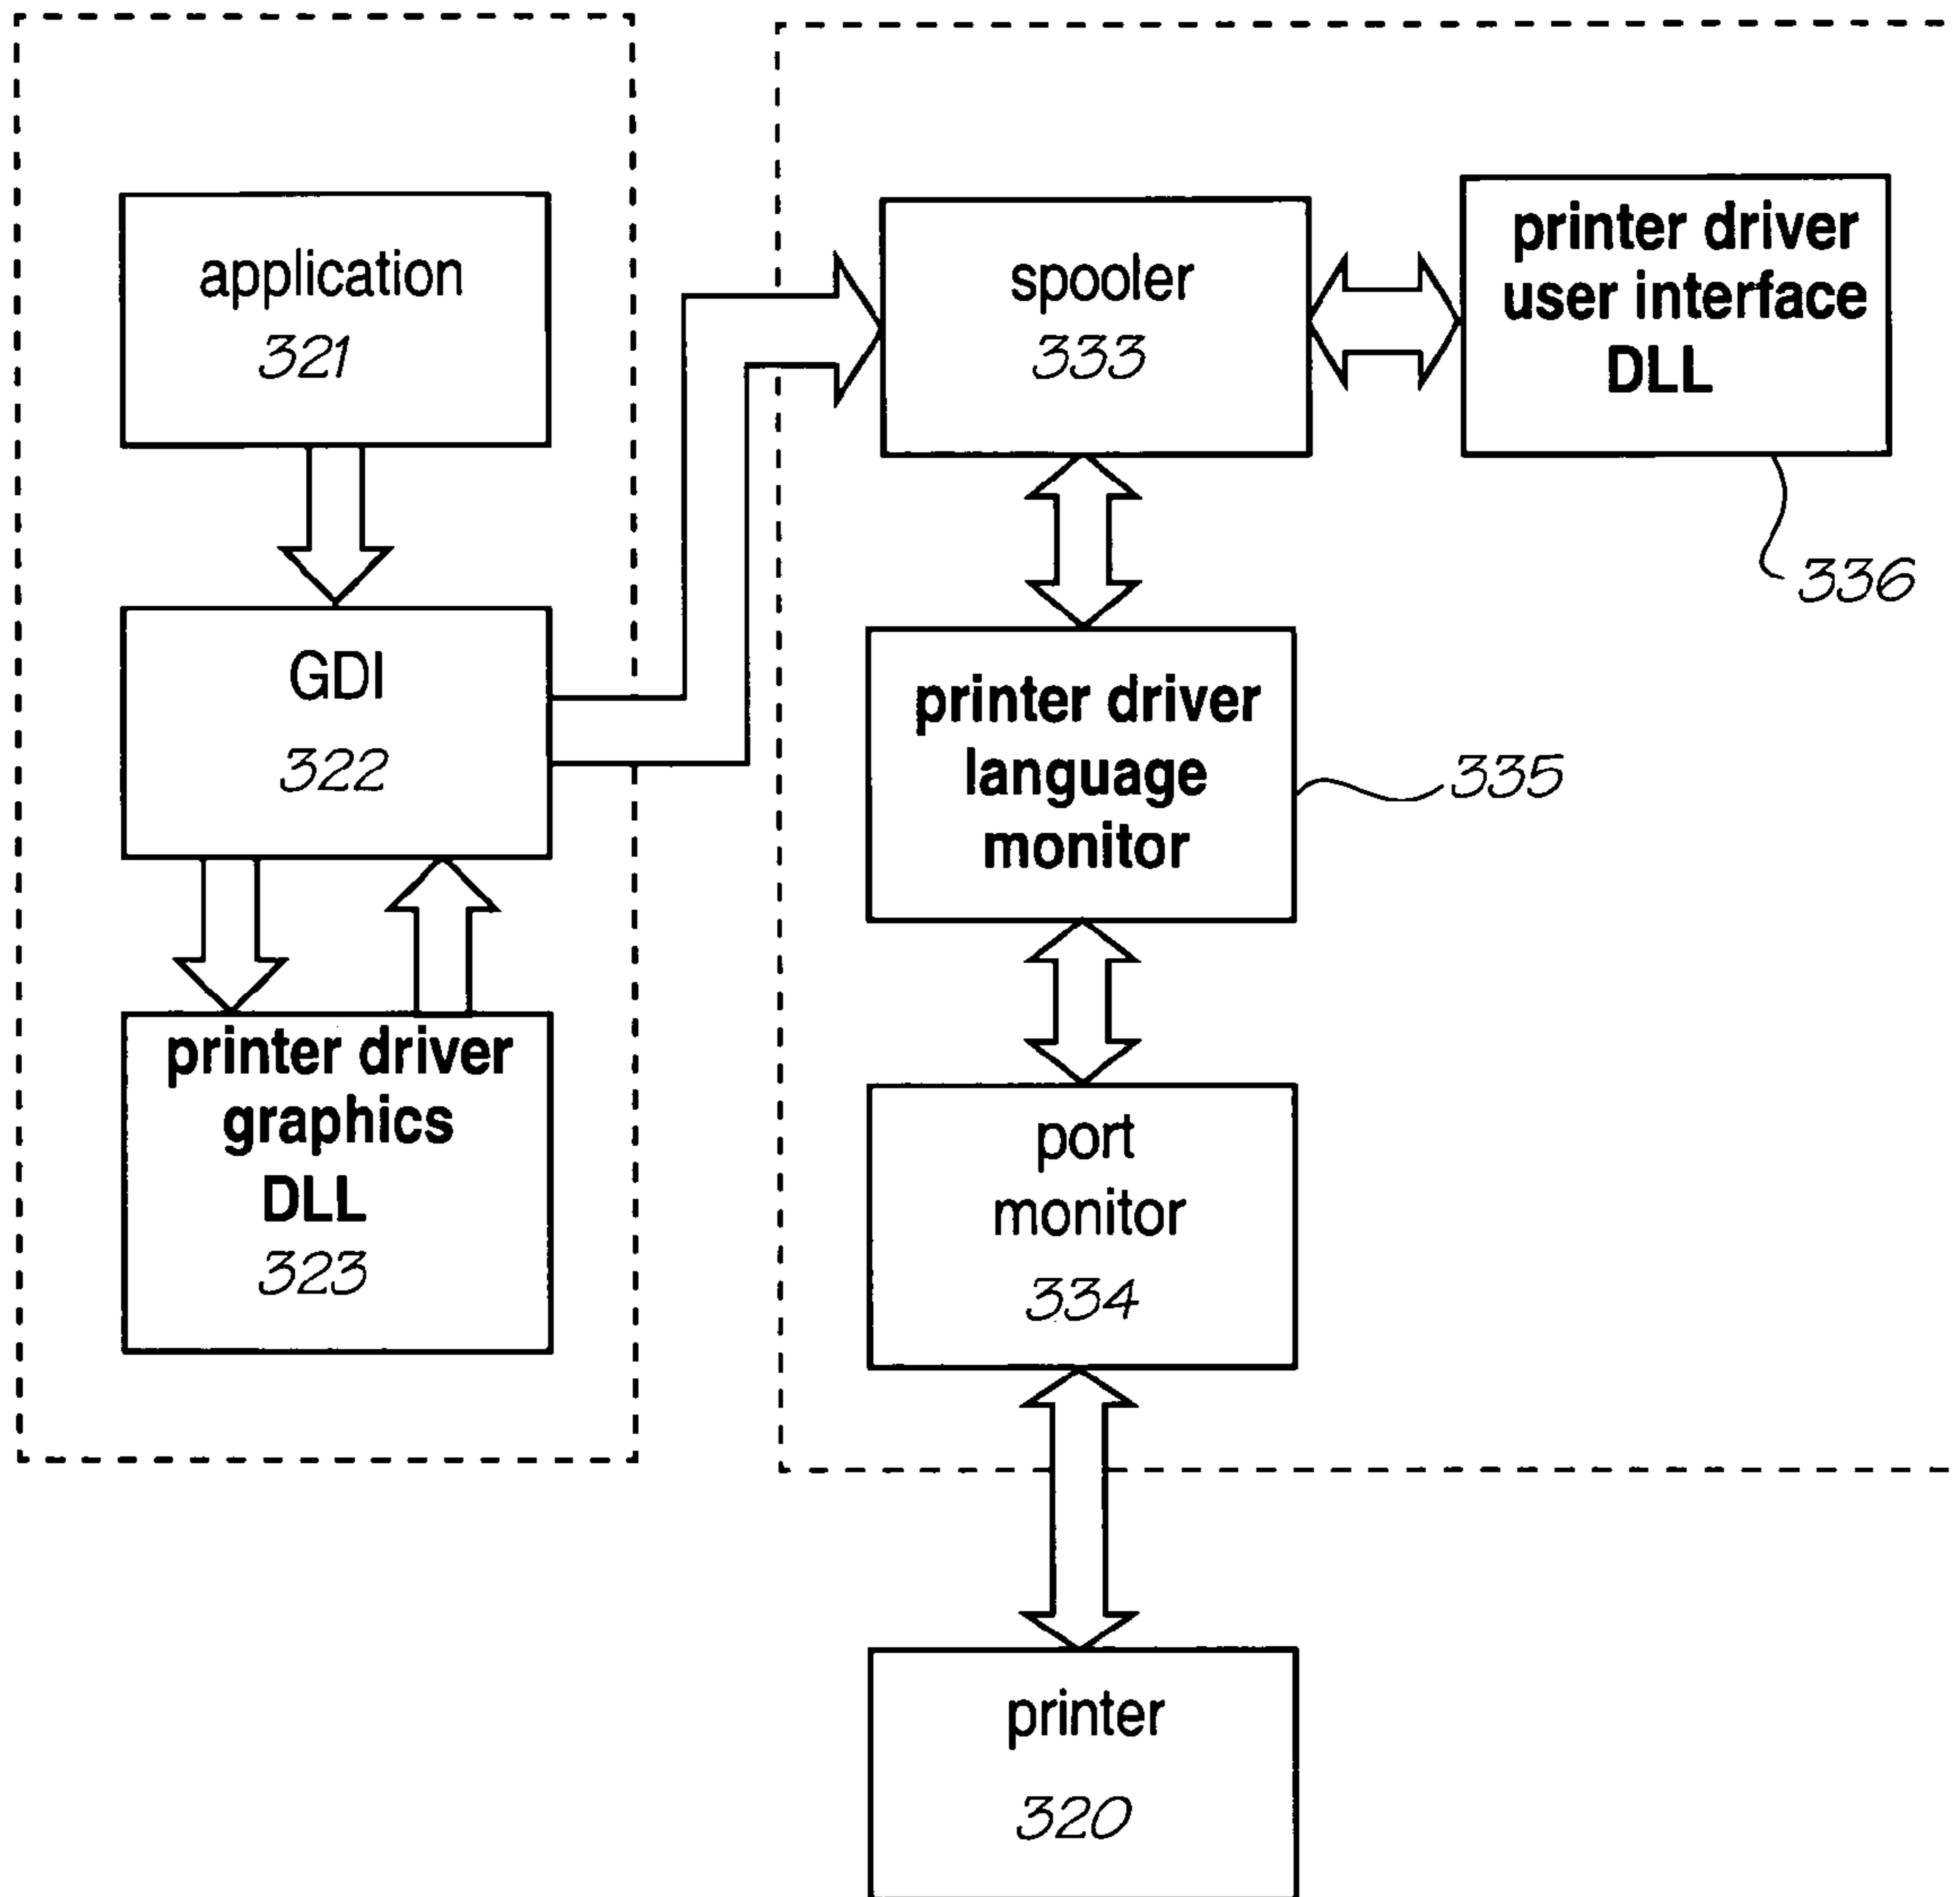 application
321
GDI
322
printer driver
graphics
DLL
323
spooler
333
printer driver
user interface
DLL
336
printer driver
language
monitor
335
port
monitor
334
printer
320